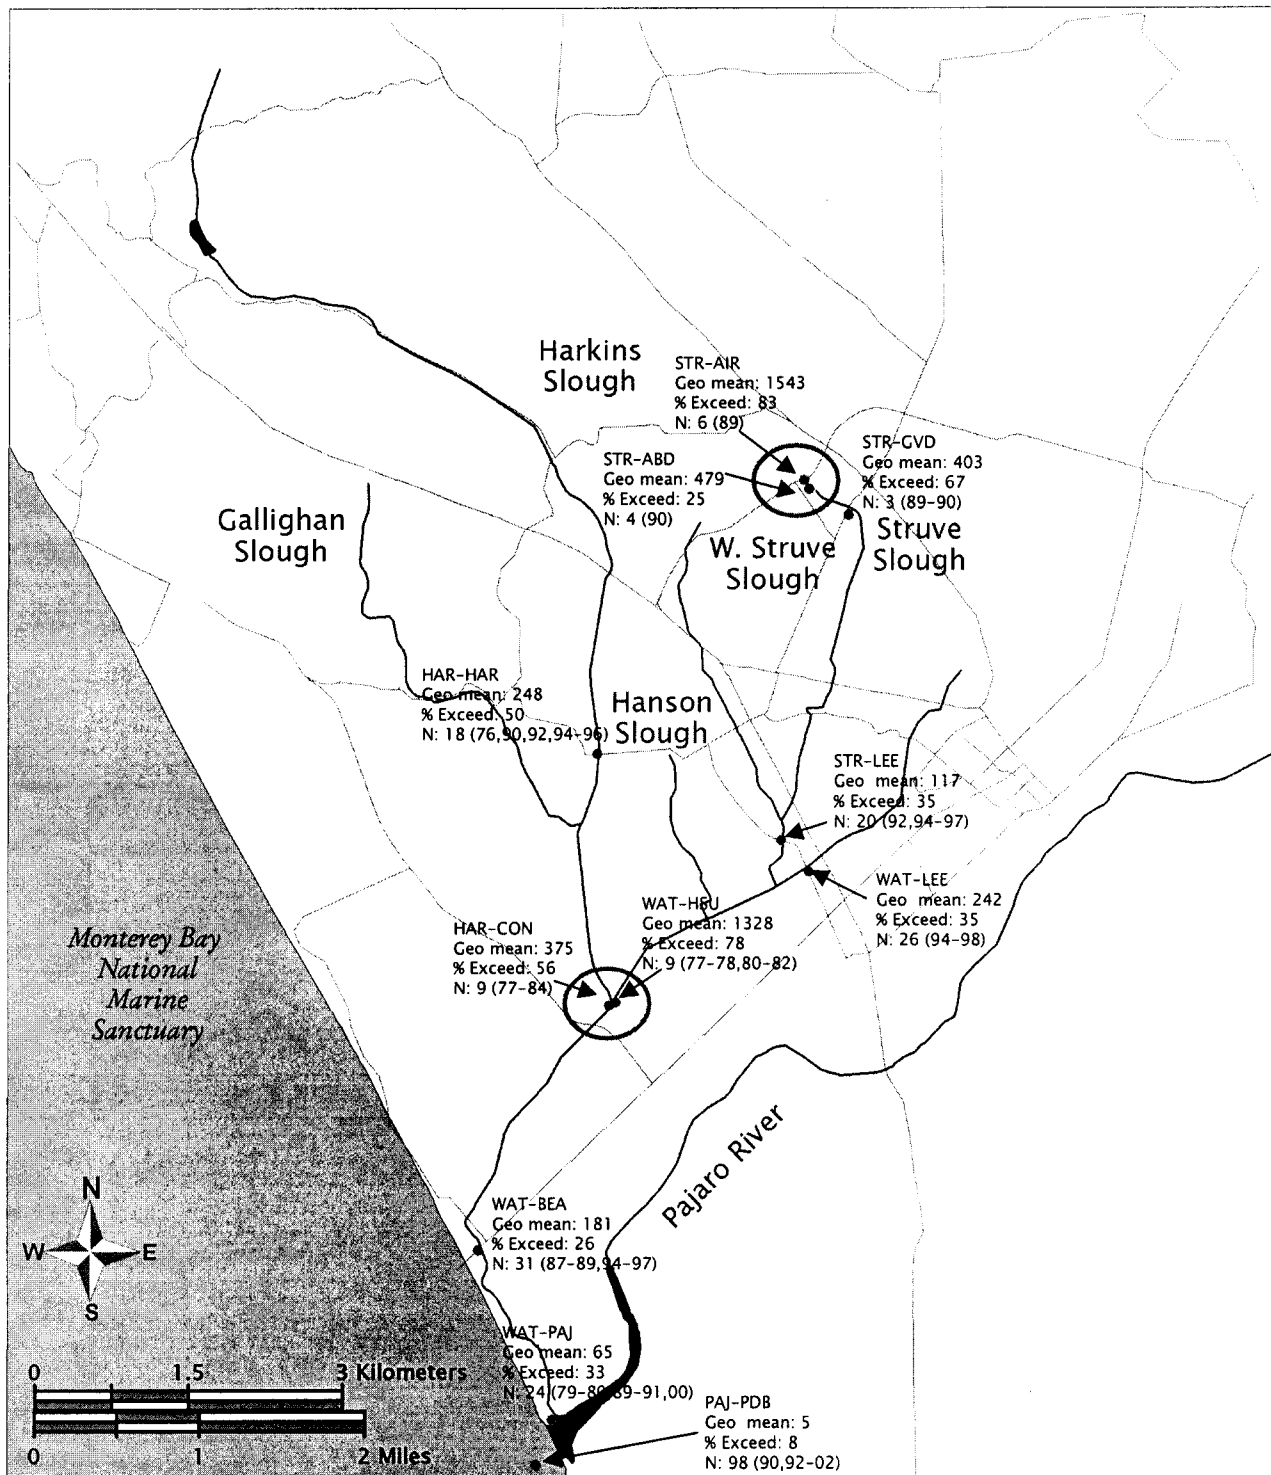 Harkins
Slough
STR-AIR
Geo mean: 1543
% Exceed: 83
N: 6 (89)
STR-GVD
Geo mean: 403
% Exceed: 67
N: 3 (89-90)
STR-ABD
Geo mean: 479
% Exceed: 25
N: 4 (90)
Gallighan
Slough
W. Struve
Slough
Struve
Slough
HAR-HAR
Geo mean: 248
% Exceed: 50
N: 18 (76,90,92,94-96)
Hanson
Slough
STR-LEE
Geo mean: 117
% Exceed: 35
N: 20 (92,94-97)
WAT-LEE
Geo mean: 242
% Exceed: 35
N: 26 (94-98)
WAT-HSU
Geo mean: 1328
% Exceed: 78
N: 9 (77-78,80-82)
HAR-CON
Geo mean: 375
% Exceed: 56
N: 9 (77-84)
Monterey Bay
National
Marine
Sanctuary
Pajaro River
N
W E
S
WAT-BEA
Geo mean: 181
% Exceed: 26
N: 31 (87-89,94-97)
WAT-PAJ
Geo mean: 65
% Exceed: 33
N: 24 (79-80,89-91,00)
0 1.5 3 Kilometers
0 1 2 Miles
PAJ-PDB
Geo mean: 5
% Exceed: 8
N: 98 (90,92-02)